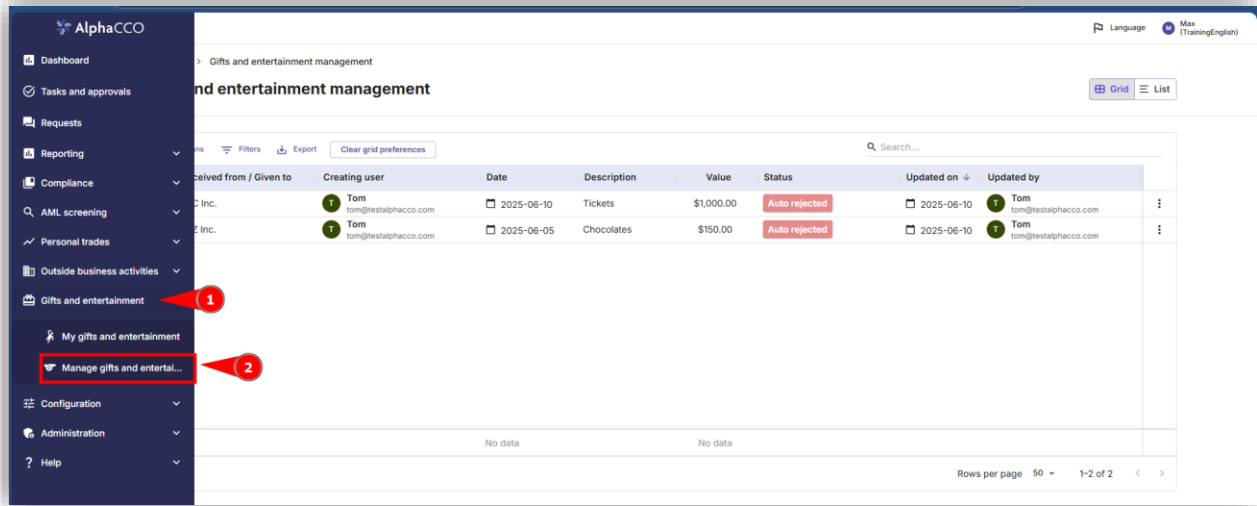 AlphaCCO
Language
M
Max
(TrainingEnglish)
Dashboard
Tasks and approvals
Requests
Reporting
Compliance
AML screening
Personal trades
Outside business activities
Gifts and entertainment
1
My gifts and entertainment
Manage gifts and entertai...
2
Configuration
Administration
? Help
> Gifts and entertainment management
nd entertainment management
Grid
List
ns
Filters
Export
Clear grid preferences
Search...
ceived from / Given to Creating user Date Description Value Status Updated on ↓ Updated by
C Inc. T Tom 2025-06-10 Tickets $1,000.00 Auto rejected 2025-06-10 T Tom
tom@testalphacco.com tom@testalphacco.com
Z Inc. T Tom 2025-06-05 Chocolates $150.00 Auto rejected 2025-06-10 T Tom
tom@testalphacco.com tom@testalphacco.com
No data No data
Rows per page 50 1–2 of 2 < >